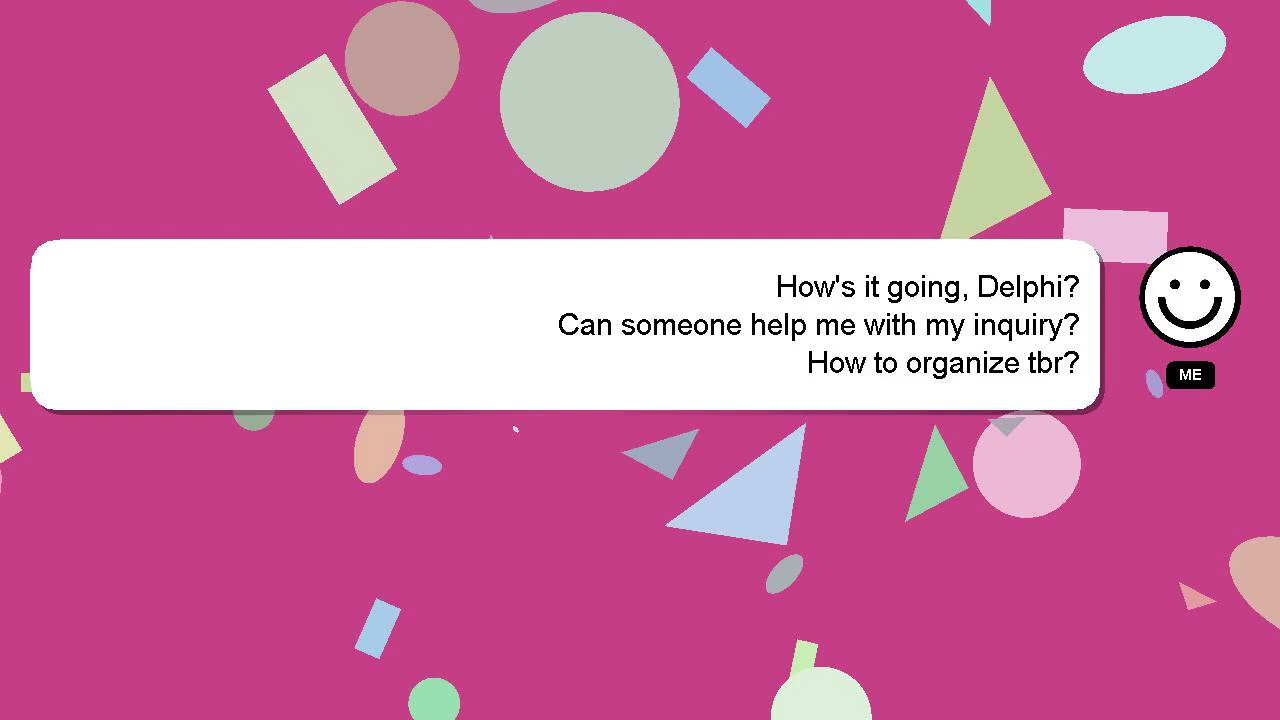 How's it going, Delphi?
Can someone help me with my inquiry?
How to organize tbr?
ME